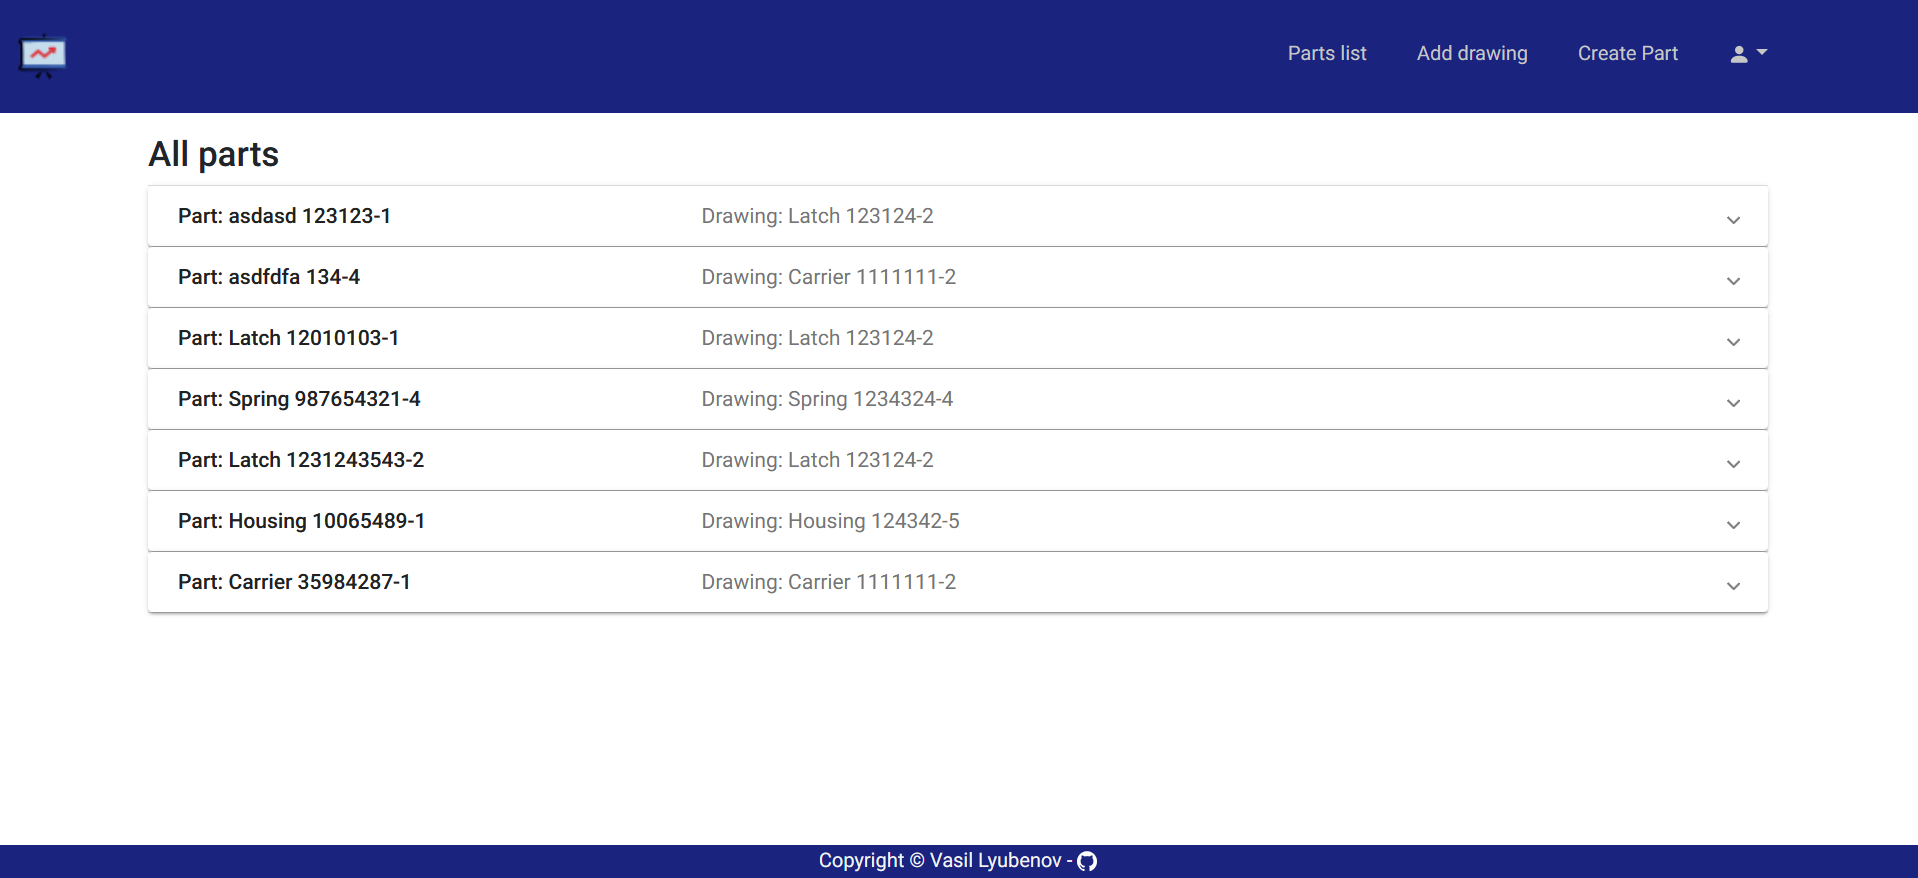 Parts list Add drawing Create Part
All parts
Part: asdasd 123123-1 Drawing: Latch 123124-2
Part: asdfdfa 134-4 Drawing: Carrier 1111111-2
Part: Latch 12010103-1 Drawing: Latch 123124-2
Part: Spring 987654321-4 Drawing: Spring 1234324-4
Part: Latch 1231243543-2 Drawing: Latch 123124-2
Part: Housing 10065489-1 Drawing: Housing 124342-5
Part: Carrier 35984287-1 Drawing: Carrier 1111111-2
Copyright © Vasil Lyubenov -